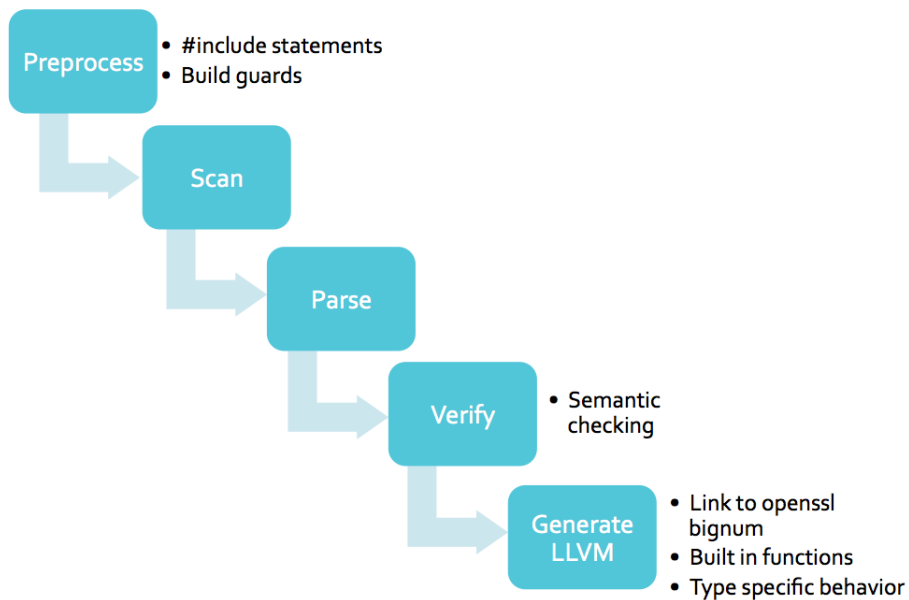 Preprocess
• #include statements
• Build guards
Scan
Parse
Verify
• Semantic
checking
Generate
LLVM
• Link to openssl
bignum
• Built in functions
• Type specific behavior